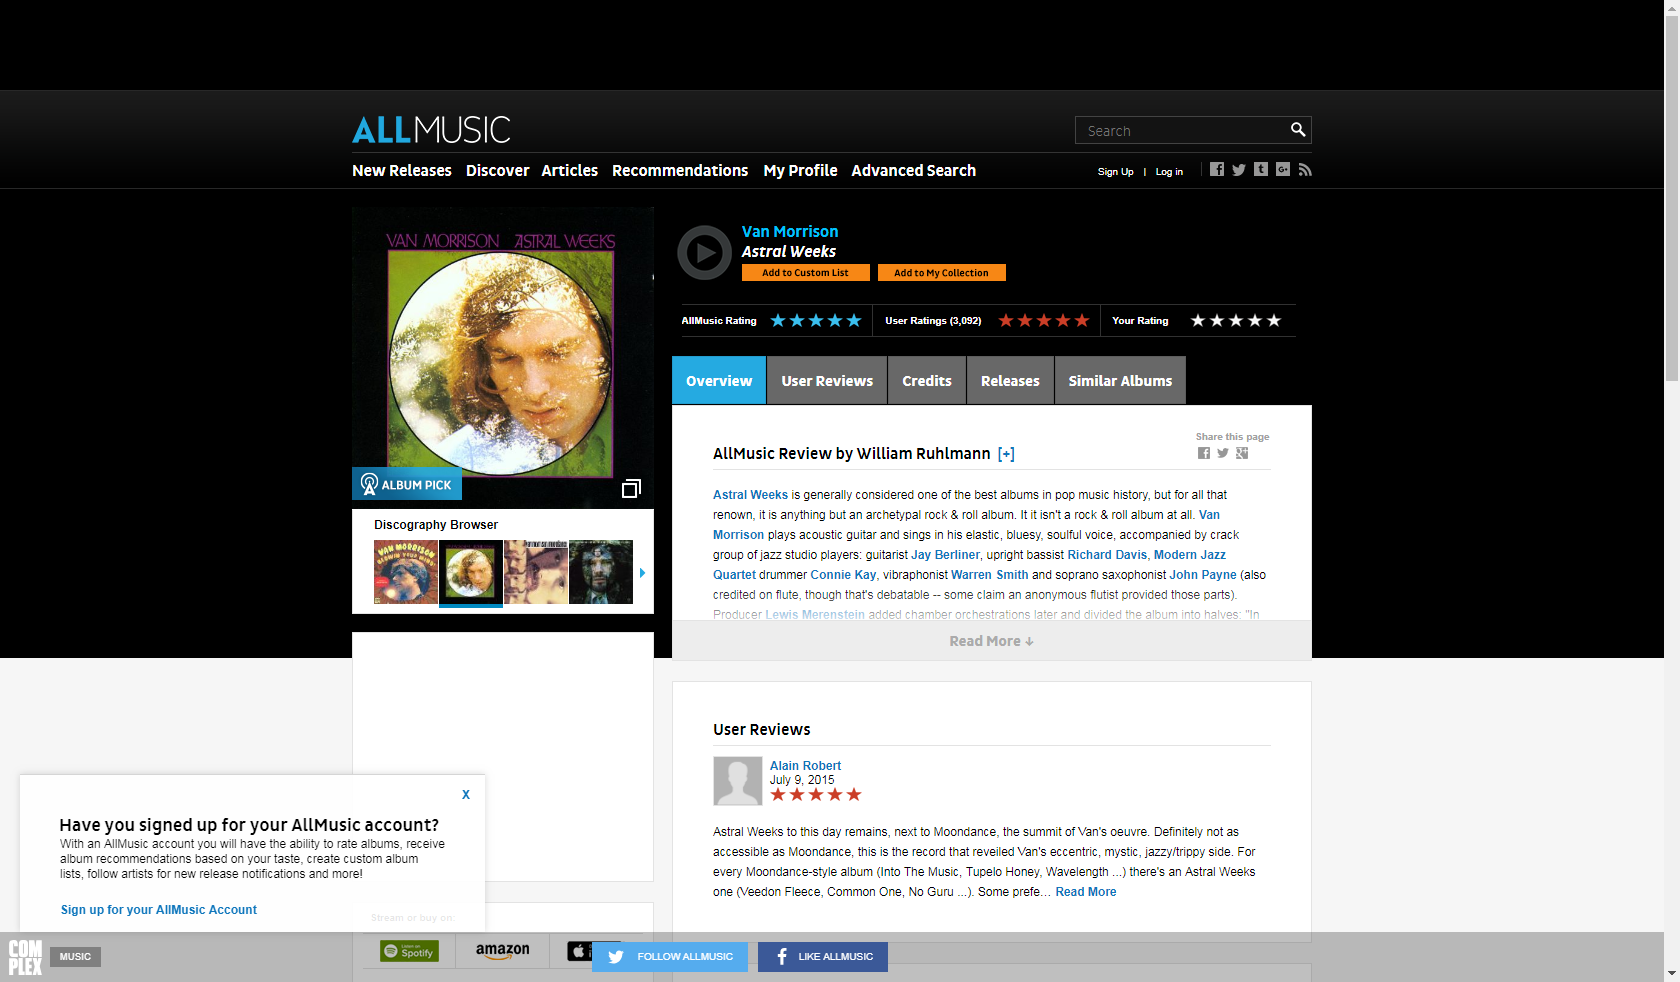 ALLMUSIC
Search
New Releases Discover Articles Recommendations My Profile Advanced Search
Sign Up | Log in
VAN MORRISON ASTRAL WEEKS
ALBUM PICK
Van Morrison
Astral Weeks
Add to Custom List Add to My Collection
AllMusic Rating User Ratings (3,092) Your Rating
Overview User Reviews Credits Releases Similar Albums
Discography Browser
VAN MORRISON
Share this page
AllMusic Review by William Ruhlmann [+]
Astral Weeks is generally considered one of the best albums in pop music history, but for all that
renown, it is anything but an archetypal rock & roll album. It it isn't a rock & roll album at all. Van
Morrison plays acoustic guitar and sings in his elastic, bluesy, soulful voice, accompanied by crack
group of jazz studio players: guitarist Jay Berliner, upright bassist Richard Davis, Modern Jazz
Quartet drummer Connie Kay, vibraphonist Warren Smith and soprano saxophonist John Payne (also
credited on flute, though that's debatable -- some claim an anonymous flutist provided those parts).
Producer Lewis Merenstein added chamber orchestrations later and divided the album into halves: "In
Read More ↓
User Reviews
Alain Robert
July 9, 2015
Astral Weeks to this day remains, next to Moondance, the summit of Van's oeuvre. Definitely not as
accessible as Moondance, this is the record that reveiled Van's eccentric, mystic, jazzy/trippy side. For
every Moondance-style album (Into The Music, Tupelo Honey, Wavelength ...) there's an Astral Weeks
one (Veedon Fleece, Common One, No Guru ...). Some prefe... Read More
X
Have you signed up for your AllMusic account?
With an AllMusic account you will have the ability to rate albums, receive
album recommendations based on your taste, create custom album
lists, follow artists for new release notifications and more!
Sign up for your AllMusic Account
Stream or buy on:
Listen on
Spotify
amazon
COM
PLEX
MUSIC
FOLLOW ALLMUSIC
LIKE ALLMUSIC